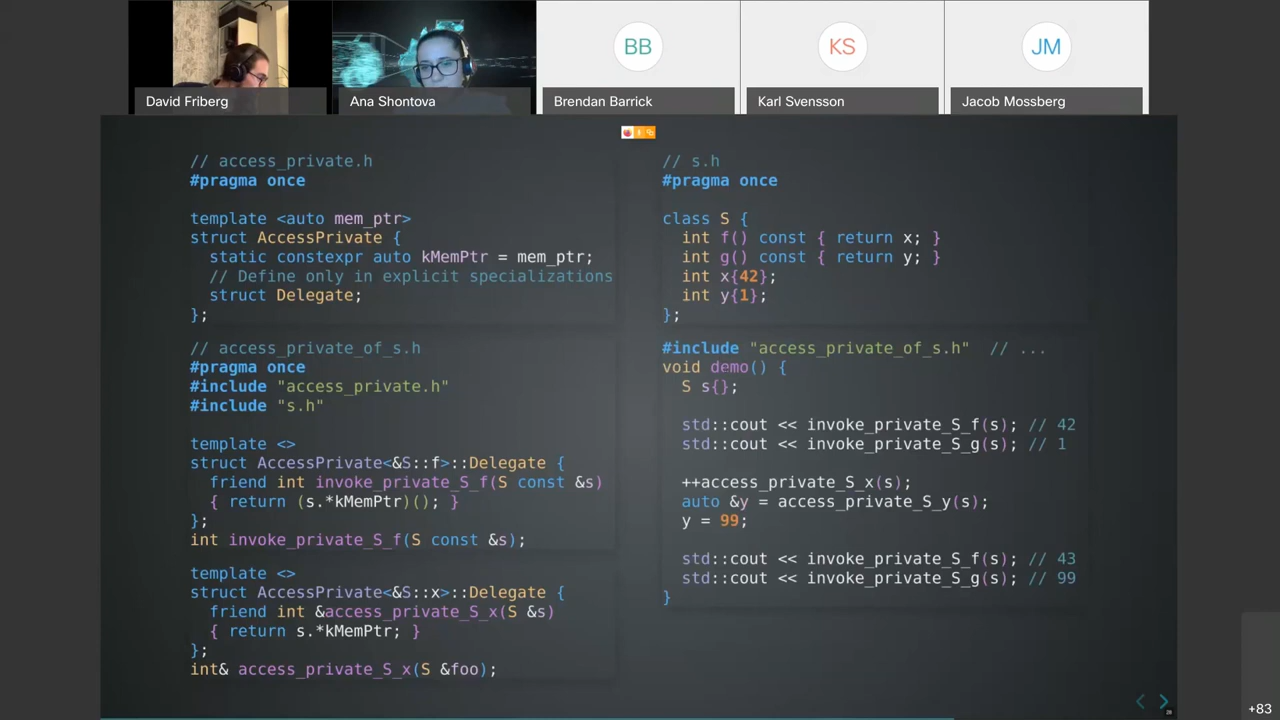 BB
KS
JM
David Friberg
Ana Shontova
Brendan Barrick
Karl Svensson
Jacob Mossberg
// access_private.h
#pragma once
template <auto mem_ptr>
struct AccessPrivate {
static constexpr auto kMemPtr = mem_ptr;
// Define only in explicit specializations
struct Delegate;
};
// access_private_of_s.h
#pragma once
#include "access_private.h"
#include "s.h"
template <>
struct AccessPrivate<&S::f>::Delegate {
friend int invoke_private_S_f(S const &s)
{ return (s.*kMemPtr)(); }
};
int invoke_private_S_f(S const &s);
template <>
struct AccessPrivate<&S::x>::Delegate {
friend int &access_private_S_x(S &s)
{ return s.*kMemPtr; }
};
int& access_private_S_x(S &foo);
// s.h
#pragma once
class S {
int f() const { return x; }
int g() const { return y; }
int x{42};
int y{1};
};
#include "access_private_of_s.h" // ...
void demo() {
S s{};
std::cout << invoke_private_S_f(s); // 42
std::cout << invoke_private_S_g(s); // 1
++access_private_S_x(s);
auto &y = access_private_S_y(s);
y = 99;
std::cout << invoke_private_S_f(s); // 43
std::cout << invoke_private_S_g(s); // 99
}
+83